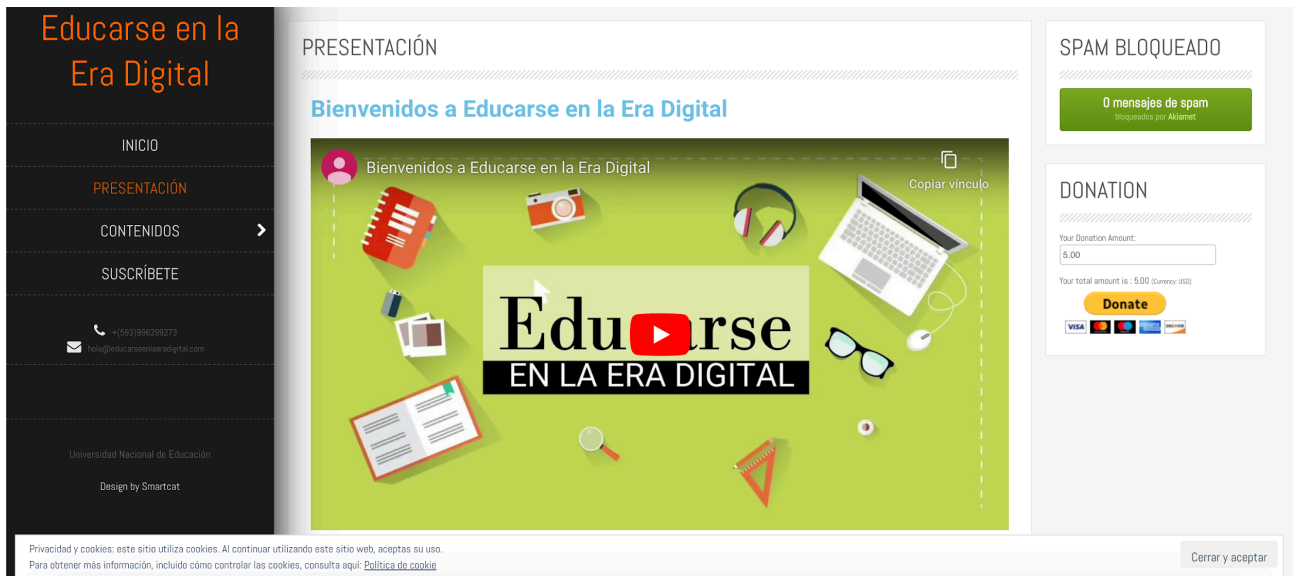 Educarse en la
Era Digital
INICIO
PRESENTACIÓN
CONTENIDOS
SUSCRÍBETE
+(593)996299273
hola@educarseenlaeradigital.com
Universidad Nacional de Educación
Design by Smartcat
PRESENTACIÓN
Bienvenidos a Educarse en la Era Digital
Bienvenidos a Educarse en la Era Digital
Copiar vínculo
Edu rse
EN LA ERA DIGITAL
SPAM BLOQUEADO
0 mensajes de spam
bloqueados por Akismet
DONATION
Your Donation Amount:
5.00
Your total amount is : 5.00 (Currency: USD)
Donate
VISA
DISCOVER
Privacidad y cookies: este sitio utiliza cookies. Al continuar utilizando este sitio web, aceptas su uso.
Para obtener más información, incluido cómo controlar las cookies, consulta aquí: Política de cookie
Cerrar y aceptar